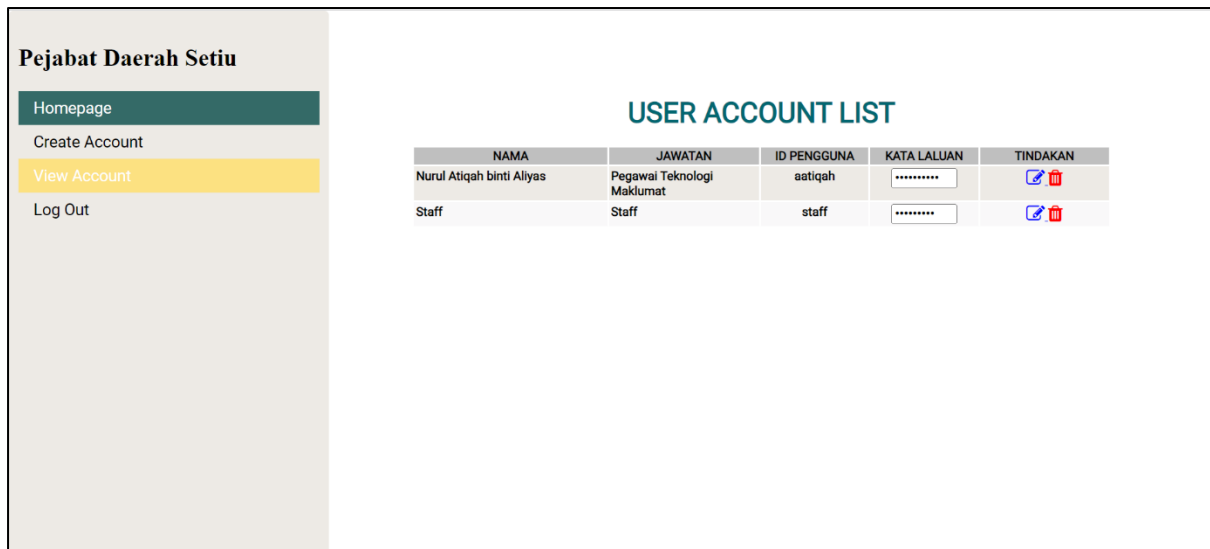 Pejabat Daerah Setiu
Homepage
Create Account
View Account
Log Out
USER ACCOUNT LIST
NAMA JAWATAN ID PENGGUNA KATA LALUAN TINDAKAN
Nurul Atiqah binti Aliyas Pegawai Teknologi Maklumat aatiqah ••••••••••
Staff Staff staff •••••••••